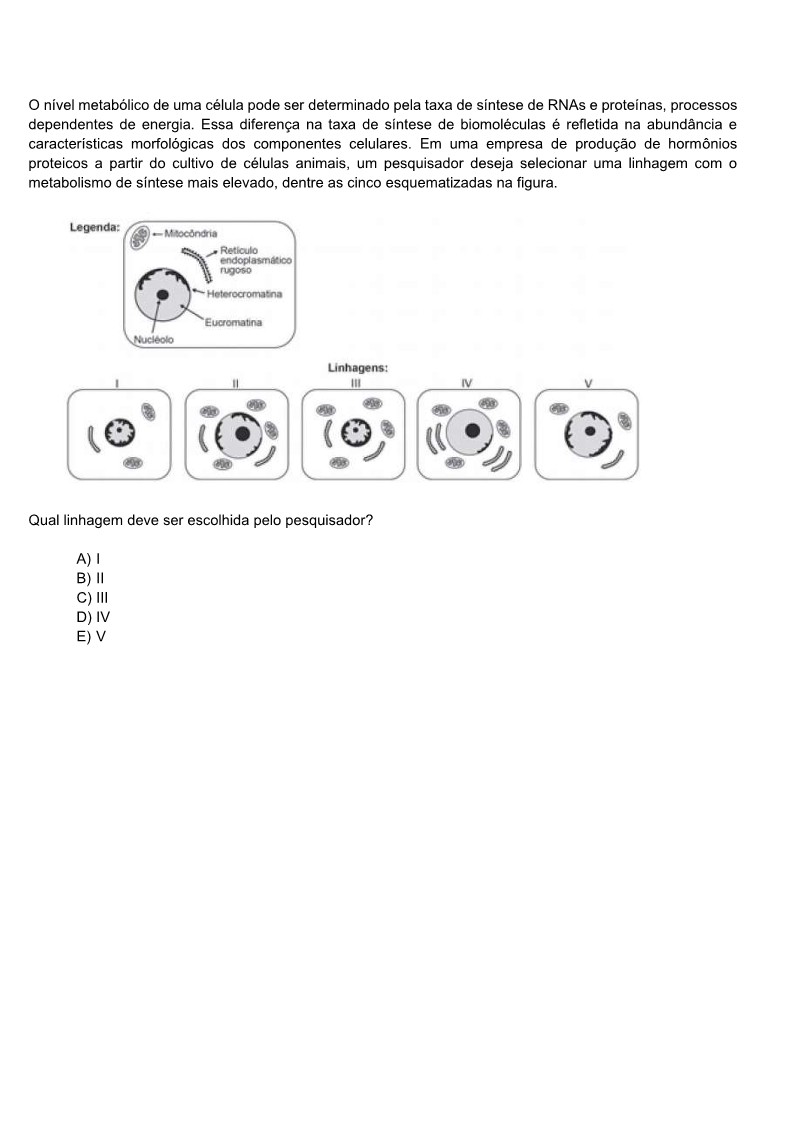 O nível metabólico de uma célula pode ser determinado pela taxa de síntese de RNAs e proteínas, processos
dependentes de energia. Essa diferença na taxa de síntese de biomoléculas é refletida na abundância e
características morfológicas dos componentes celulares. Em uma empresa de produção de hormônios
proteicos a partir do cultivo de células animais, um pesquisador deseja selecionar uma linhagem com o
metabolismo de síntese mais elevado, dentre as cinco esquematizadas na figura.
Legenda:
Mitocôndria
Retículo
endoplasmático
rugoso
Heterocromatina
Eucromatina
Nucléolo
Linhagens:
I II III IV V
Qual linhagem deve ser escolhida pelo pesquisador?
A) I
B) II
C) III
D) IV
E) V